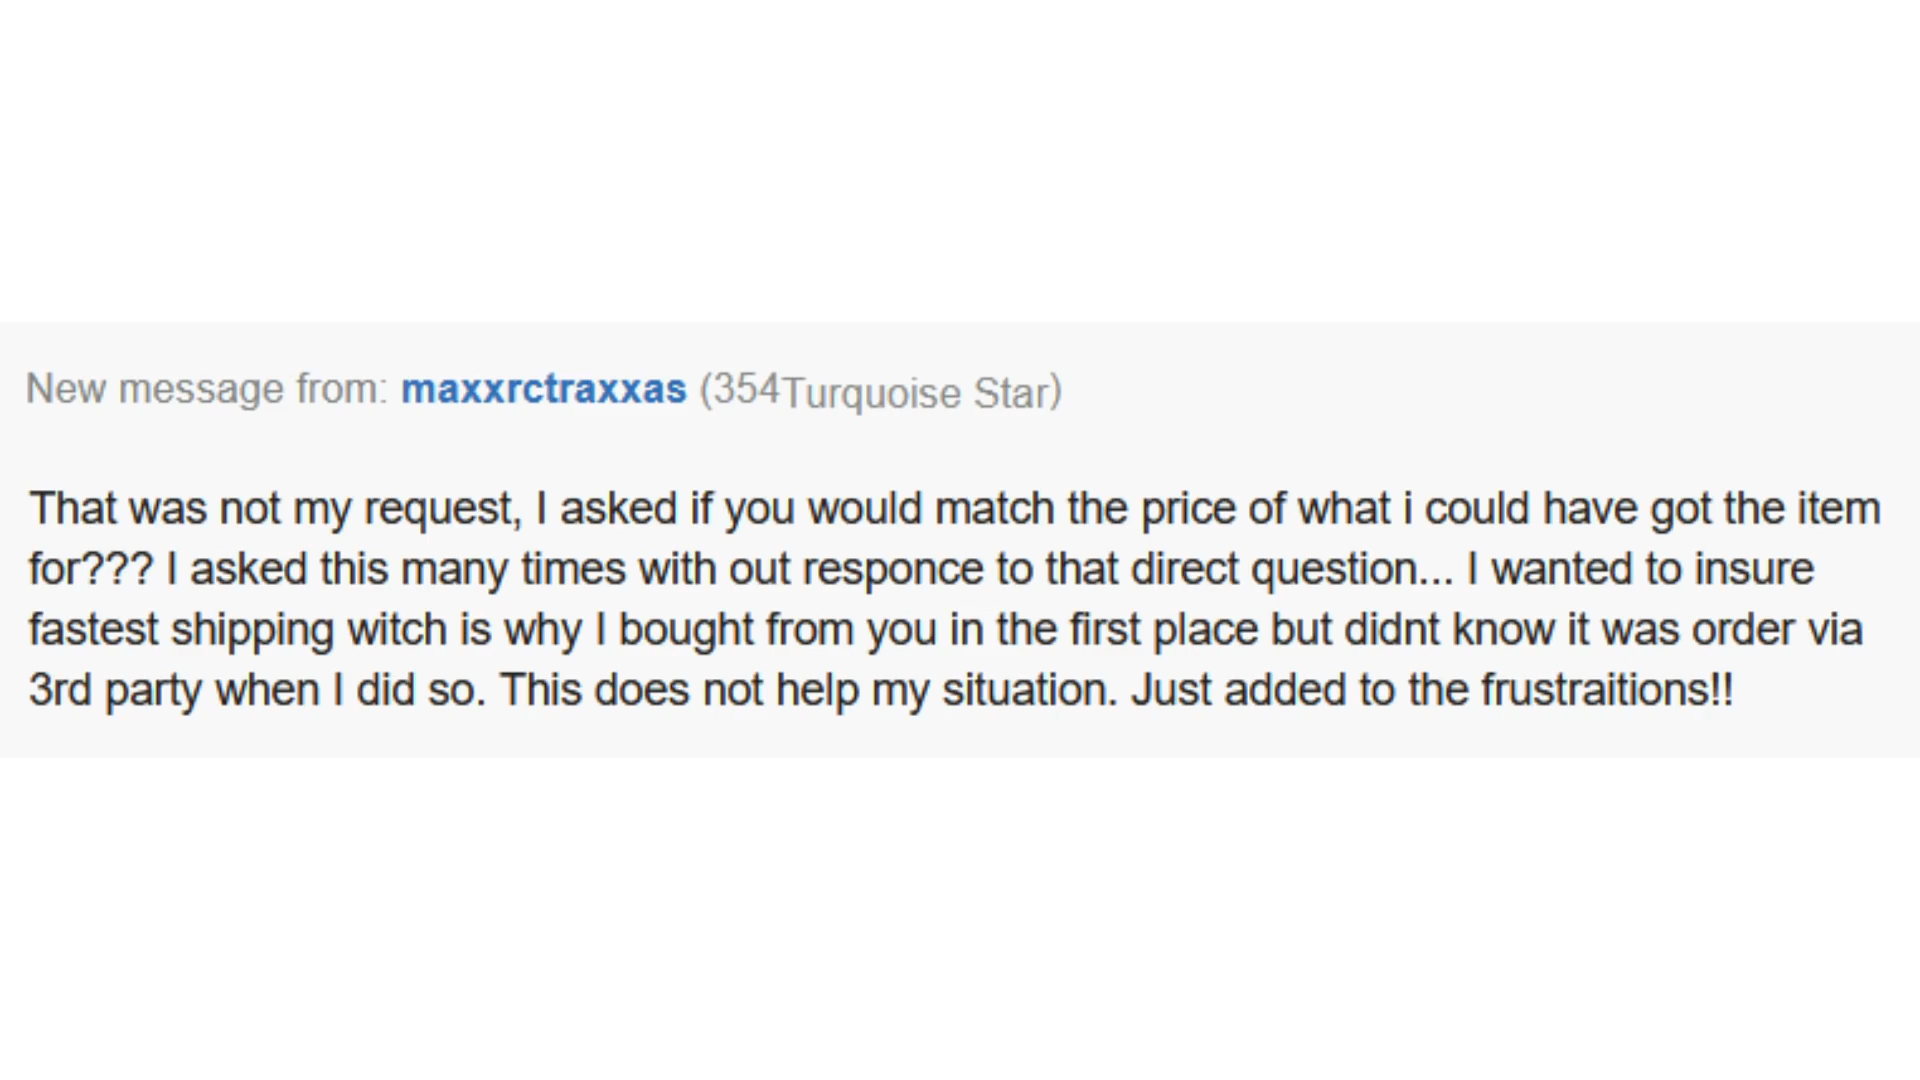 New message from: maxxrctraxxas (354Turquoise Star)
That was not my request, I asked if you would match the price of what i could have got the item
for??? I asked this many times with out responce to that direct question... I wanted to insure
fastest shipping witch is why I bought from you in the first place but didnt know it was order via
3rd party when I did so. This does not help my situation. Just added to the frustraitions!!